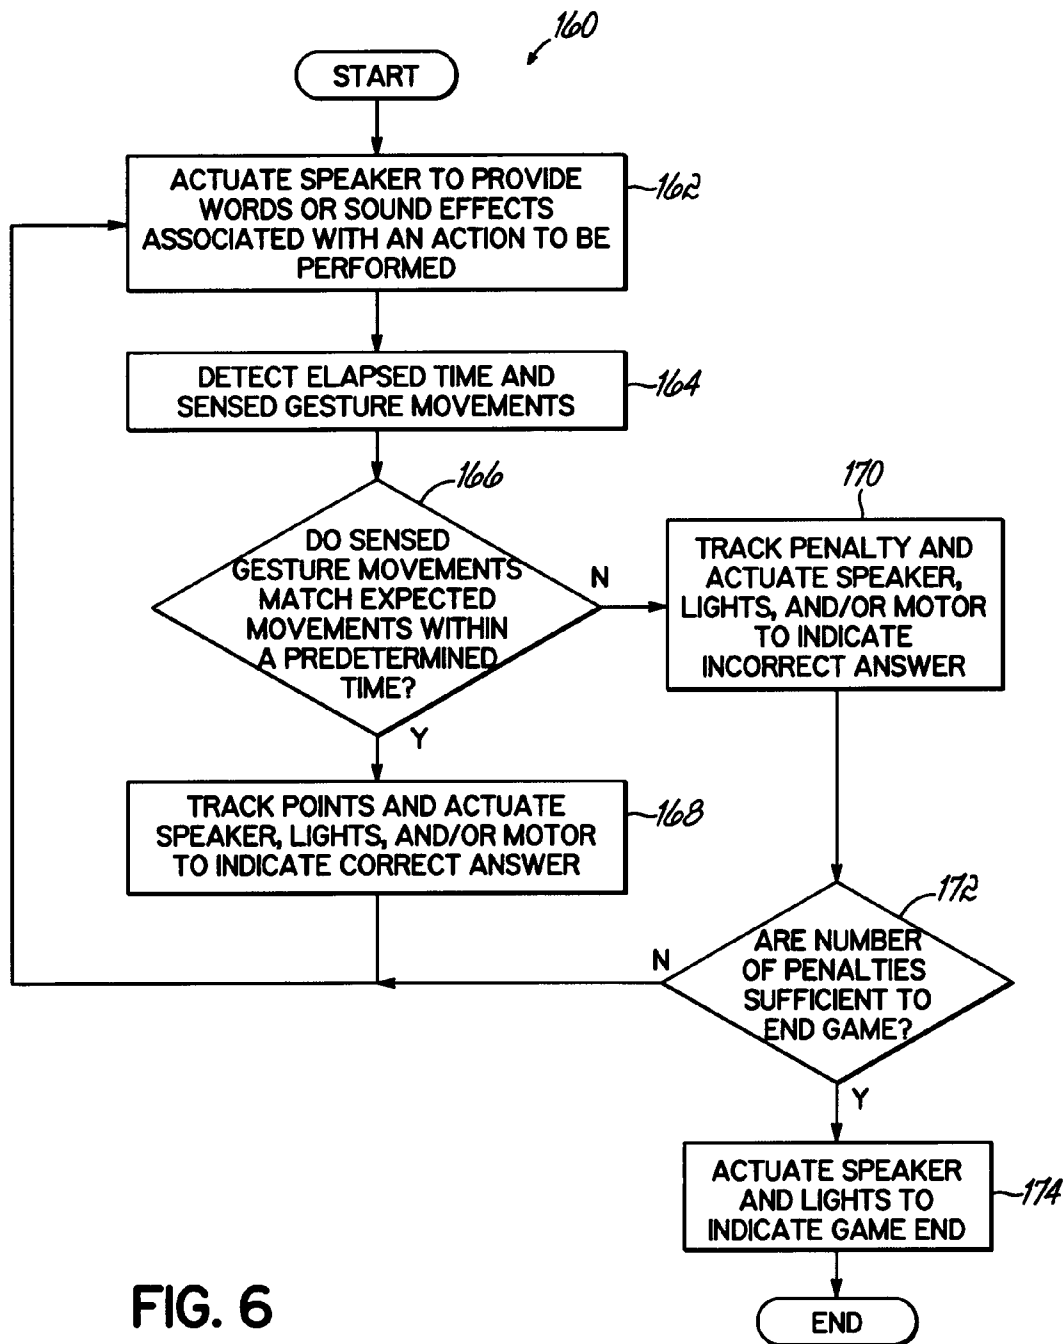 160
START
ACTUATE SPEAKER TO PROVIDE
WORDS OR SOUND EFFECTS
ASSOCIATED WITH AN ACTION TO BE
PERFORMED
162
DETECT ELAPSED TIME AND
SENSED GESTURE MOVEMENTS
164
166
DO SENSED
GESTURE MOVEMENTS
MATCH EXPECTED
MOVEMENTS WITHIN
A PREDETERMINED
TIME?
N
Y
170
TRACK PENALTY AND
ACTUATE SPEAKER,
LIGHTS, AND/OR MOTOR
TO INDICATE
INCORRECT ANSWER
TRACK POINTS AND ACTUATE
SPEAKER, LIGHTS, AND/OR MOTOR
TO INDICATE CORRECT ANSWER
168
172
ARE NUMBER
OF PENALTIES
SUFFICIENT TO
END GAME?
N
Y
ACTUATE SPEAKER
AND LIGHTS TO
INDICATE GAME END
174
END
FIG. 6